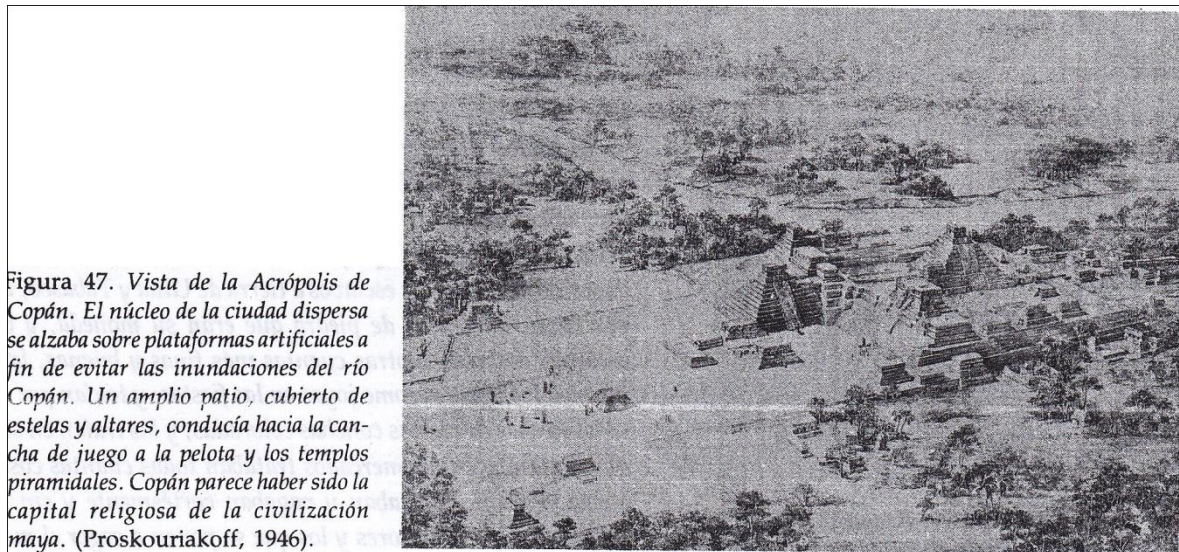 Figura 47. Vista de la Acrópolis de
Copán. El núcleo de la ciudad dispersa
se alzaba sobre plataformas artificiales a
fin de evitar las inundaciones del río
Copán. Un amplio patio, cubierto de
estelas y altares, conducía hacia la can-
cha de juego a la pelota y los templos
piramidales. Copán parece haber sido la
capital religiosa de la civilización
maya. (Proskouriakoff, 1946).